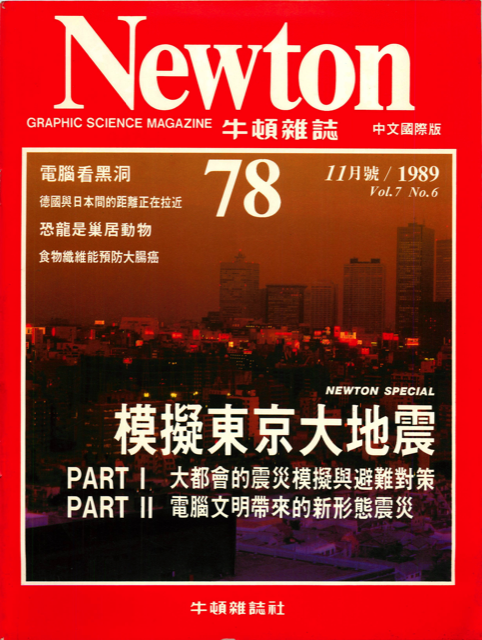 Newton
GRAPHIC SCIENCE MAGAZINE 牛頓雜誌 中文國際版
電腦看黑洞
德國與日本間的距離正在拉近
恐龍是巢居動物
食物纖維能預防大腸癌
78
11月號 / 1989
Vol.7 No.6
NEWTON SPECIAL
模擬東京大地震
PART I 大都會的震災模擬與避難對策
PART II 電腦文明帶來的新形態震災
牛頓雜誌社